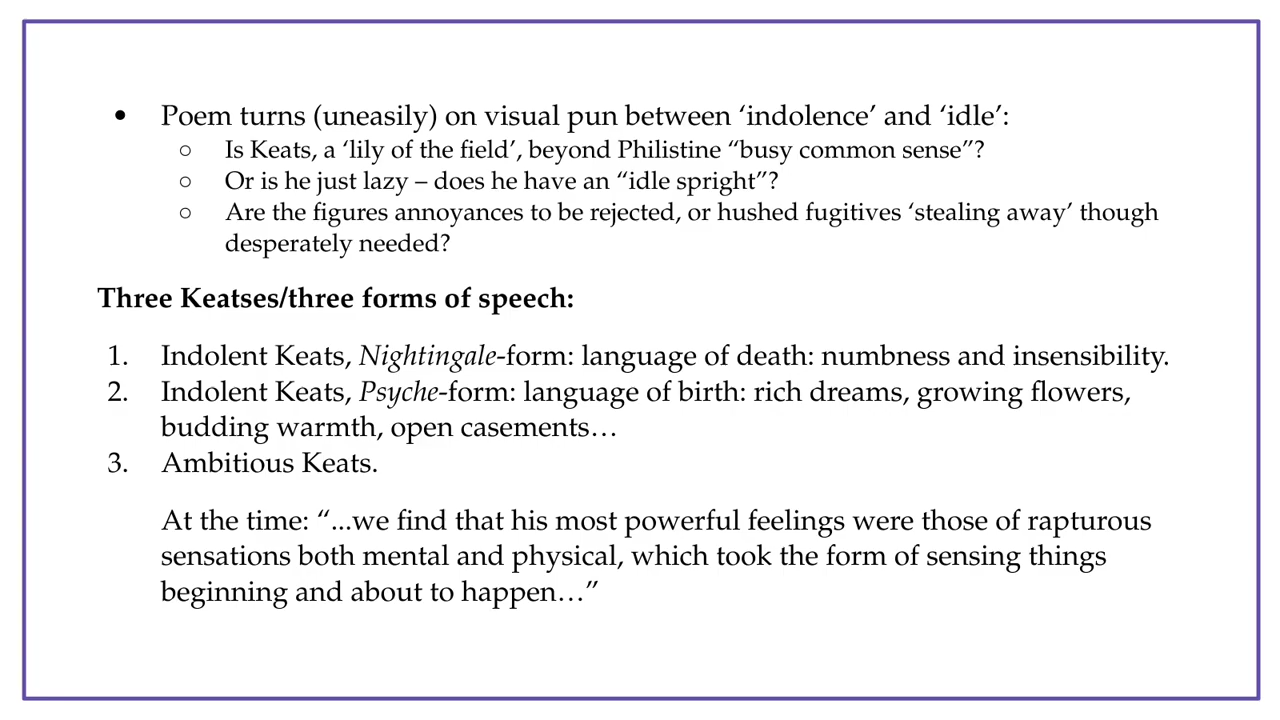 • Poem turns (uneasily) on visual pun between ‘indolence’ and ‘idle’:
○ Is Keats, a ‘lily of the field’, beyond Philistine “busy common sense”?
○ Or is he just lazy – does he have an “idle spright”?
○ Are the figures annoyances to be rejected, or hushed fugitives ‘stealing away’ though
desperately needed?
Three Keatses/three forms of speech:
1. Indolent Keats, Nightingale-form: language of death: numbness and insensibility.
2. Indolent Keats, Psyche-form: language of birth: rich dreams, growing flowers,
budding warmth, open casements…
3. Ambitious Keats.
At the time: “...we find that his most powerful feelings were those of rapturous
sensations both mental and physical, which took the form of sensing things
beginning and about to happen…”